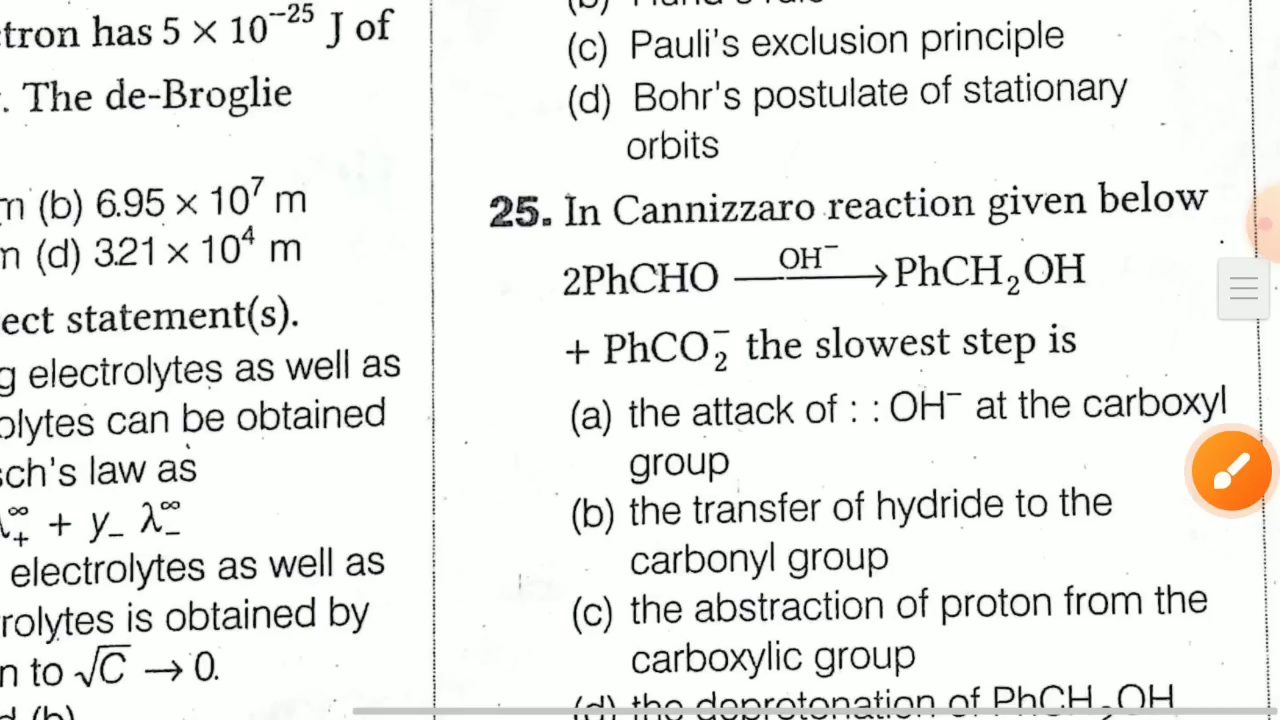 tron has 5 × 10⁻²⁵ J of
. The de-Broglie
(b) 6.95 × 10⁷ m
(d) 3.21 × 10⁴ m
ect statement(s).
g electrolytes as well as
olytes can be obtained
sch's law as
λ₊^∞ + y₋ λ₋^∞
electrolytes as well as
rolytes is obtained by
n to √C → 0.
(b)
(c) Pauli's exclusion principle
(d) Bohr's postulate of stationary
orbits
25. In Cannizzaro reaction given below
2PhCHO —OH⁻→ PhCH₂OH
+ PhCO₂⁻ the slowest step is
(a) the attack of : : OH⁻ at the carboxyl
group
(b) the transfer of hydride to the
carbonyl group
(c) the abstraction of proton from the
carboxylic group
(d) the deprotonation of PhCH₂OH